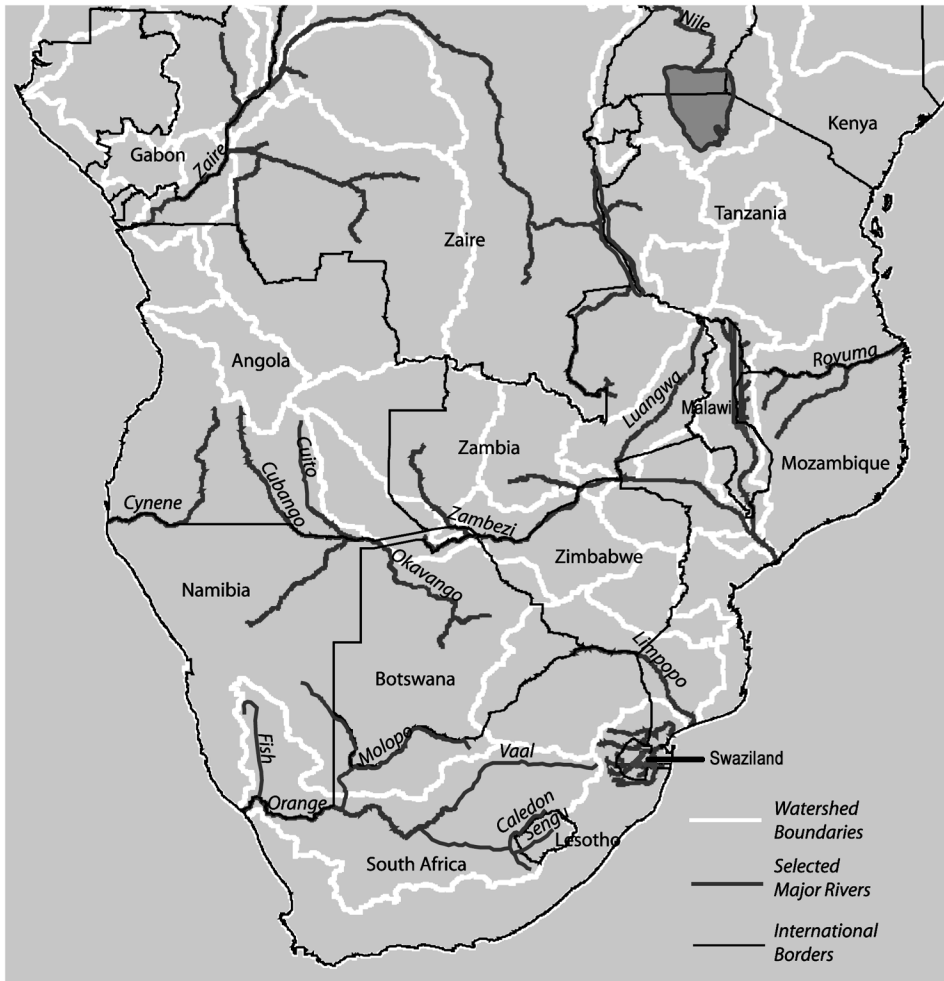 Nile
Kenya
Gabon
Zaire
Tanzania
Zaire
Angola
Rovuma
Luangwa
Malawi
Zambia
Cuito
Cubango
Mozambique
Cynene
Zambezi
Okavango
Zimbabwe
Namibia
Limpopo
Botswana
Fish
Molopo
Vaal
Swaziland
Orange
Caledon
Sengu
Lesotho
South Africa
Watershed
Boundaries
Selected
Major Rivers
International
Borders